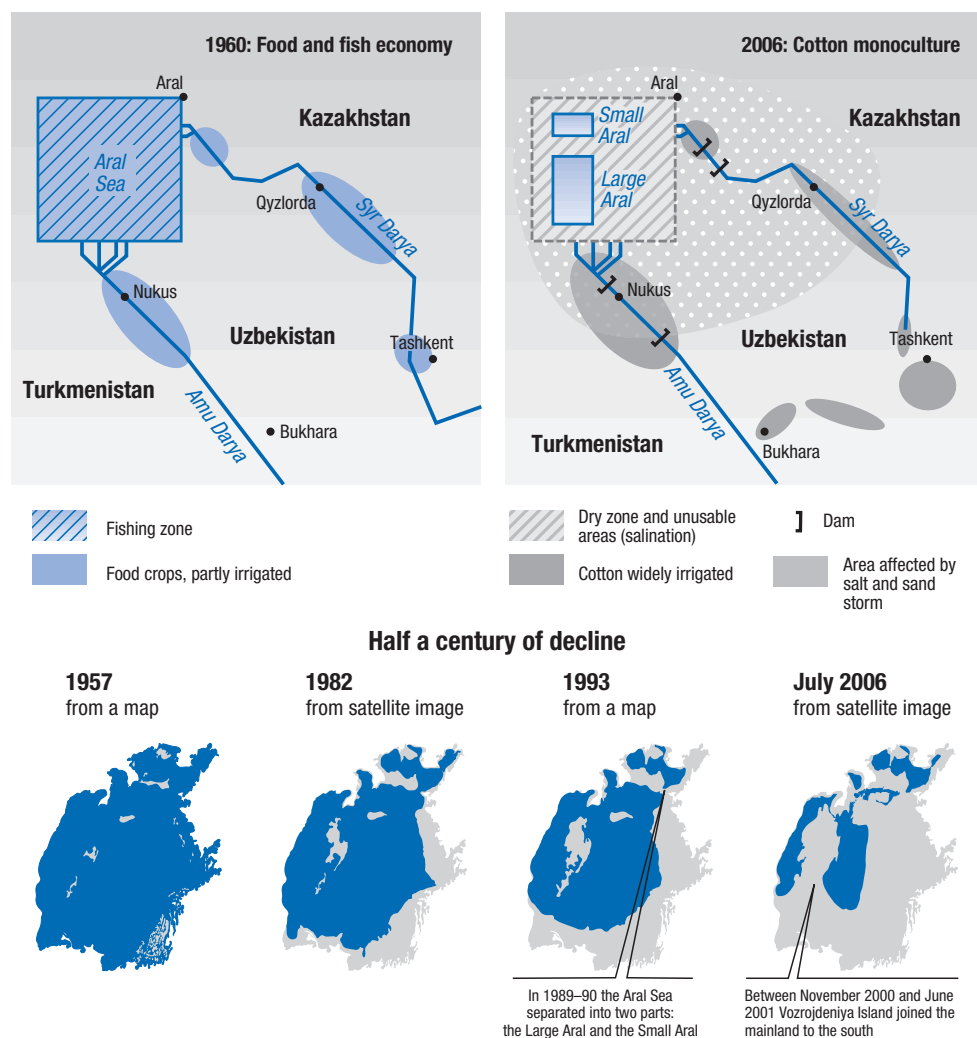 1960: Food and fish economy
Aral
Kazakhstan
Aral
Sea
Qyzlorda
Syr Darya
Nukus
Uzbekistan
Tashkent
Turkmenistan
Amu Darya
Bukhara
2006: Cotton monoculture
Aral
Small
Aral
Kazakhstan
Large
Aral
Qyzlorda
Syr Darya
Nukus
Uzbekistan
Tashkent
Amu Darya
Turkmenistan
Bukhara
Fishing zone
Food crops, partly irrigated
Dry zone and unusable
areas (salination)
Dam
Cotton widely irrigated
Area affected by
salt and sand
storm
Half a century of decline
1957
from a map
1982
from satellite image
1993
from a map
July 2006
from satellite image
In 1989–90 the Aral Sea
separated into two parts:
the Large Aral and the Small Aral
Between November 2000 and June
2001 Vozrojdeniya Island joined the
mainland to the south